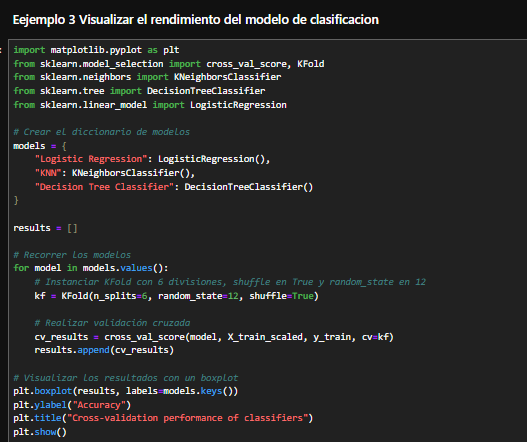 Eejemplo 3 Visualizar el rendimiento del modelo de clasificacion
:
import matplotlib.pyplot as plt
from sklearn.model_selection import cross_val_score, KFold
from sklearn.neighbors import KNeighborsClassifier
from sklearn.tree import DecisionTreeClassifier
from sklearn.linear_model import LogisticRegression

# Crear el diccionario de modelos
models = {
    "Logistic Regression": LogisticRegression(),
    "KNN": KNeighborsClassifier(),
    "Decision Tree Classifier": DecisionTreeClassifier()
}

results = []

# Recorrer los modelos
for model in models.values():
    # Instanciar KFold con 6 divisiones, shuffle en True y random_state en 12
    kf = KFold(n_splits=6, random_state=12, shuffle=True)

    # Realizar validación cruzada
    cv_results = cross_val_score(model, X_train_scaled, y_train, cv=kf)
    results.append(cv_results)

# Visualizar los resultados con un boxplot
plt.boxplot(results, labels=models.keys())
plt.ylabel("Accuracy")
plt.title("Cross-validation performance of classifiers")
plt.show()